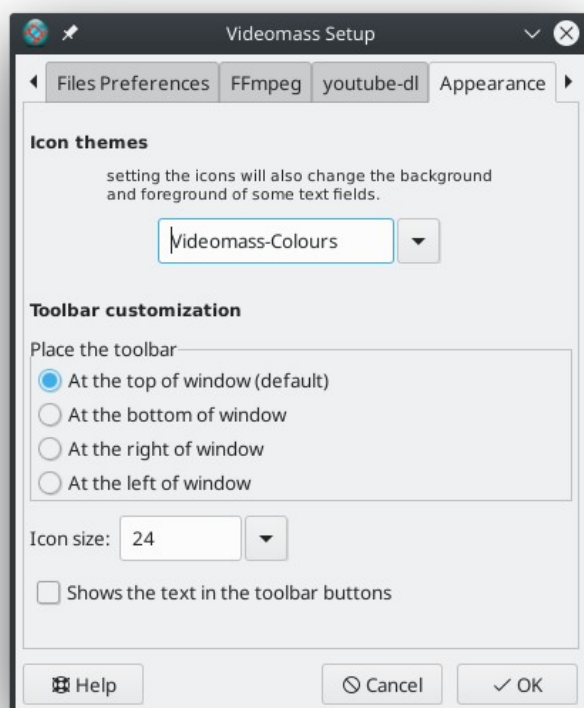 Videomass Setup
Files Preferences FFmpeg youtube-dl Appearance
Icon themes
setting the icons will also change the background
and foreground of some text fields.
Videomass-Colours
Toolbar customization
Place the toolbar
At the top of window (default)
At the bottom of window
At the right of window
At the left of window
Icon size: 24
Shows the text in the toolbar buttons
Help Cancel OK